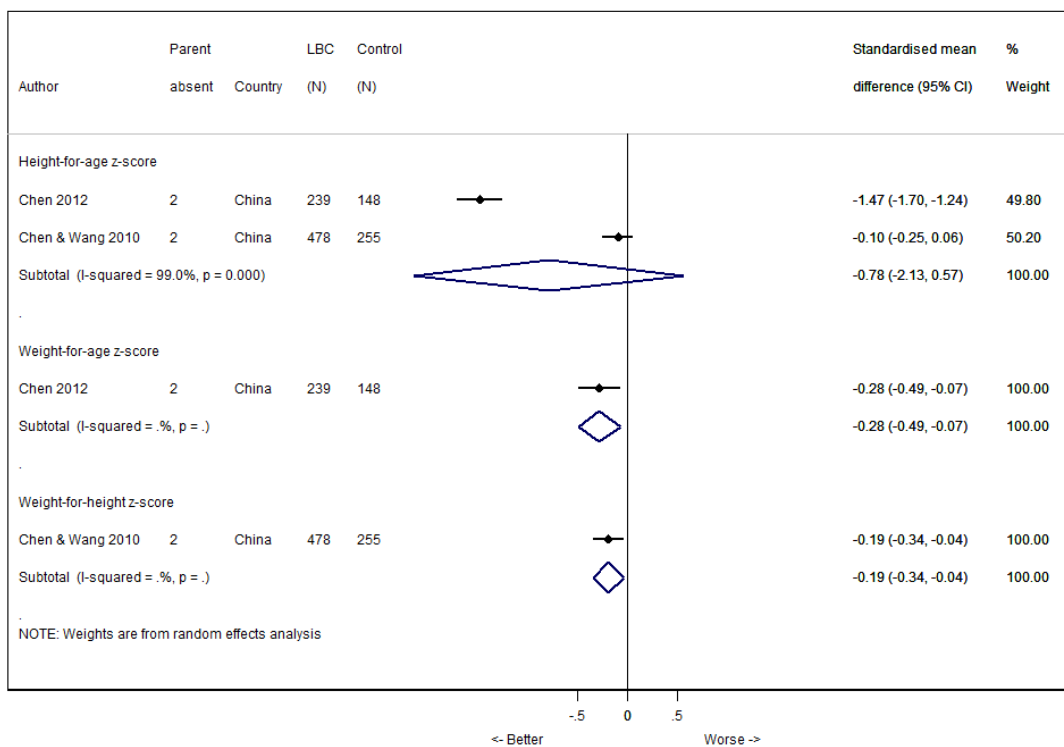 Parent LBC Control Standardised mean %
Author absent Country (N) (N) difference (95% CI) Weight
Height-for-age z-score
Chen 2012 2 China 239 148 -1.47 (-1.70, -1.24) 49.80
Chen & Wang 2010 2 China 478 255 -0.10 (-0.25, 0.06) 50.20
Subtotal (I-squared = 99.0%, p = 0.000) -0.78 (-2.13, 0.57) 100.00
.
Weight-for-age z-score
Chen 2012 2 China 239 148 -0.28 (-0.49, -0.07) 100.00
Subtotal (I-squared = .%, p = .) -0.28 (-0.49, -0.07) 100.00
.
Weight-for-height z-score
Chen & Wang 2010 2 China 478 255 -0.19 (-0.34, -0.04) 100.00
Subtotal (I-squared = .%, p = .) -0.19 (-0.34, -0.04) 100.00
.
NOTE: Weights are from random effects analysis
-.5 0 .5
<- Better Worse ->